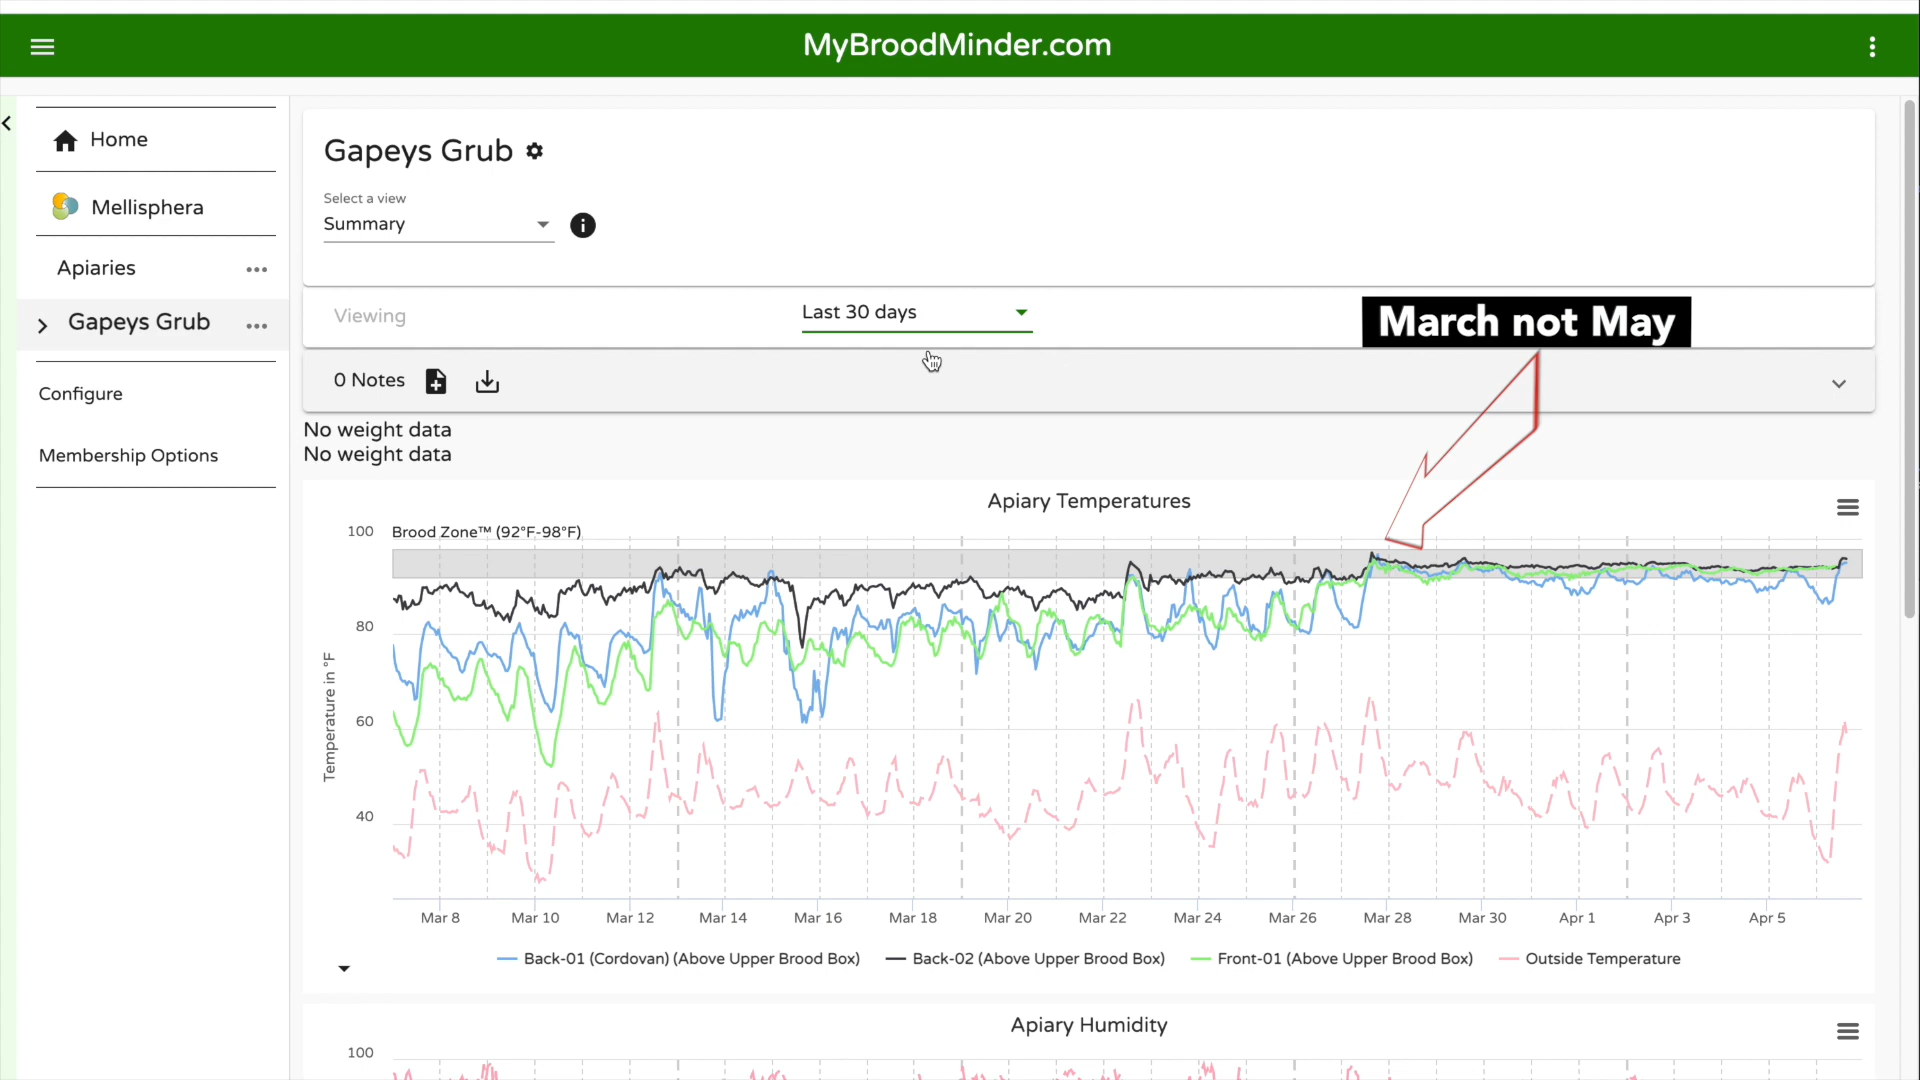 MyBroodMinder.com
Home
Mellisphera
Apiaries
Gapeys Grub
Configure
Membership Options
Gapeys Grub
Select a view
Summary
Viewing
Last 30 days
March not May
0 Notes
No weight data
No weight data
Apiary Temperatures
Brood Zone™ (92°F-98°F)
100
80
60
40
Temperature in °F
Mar 8 Mar 10 Mar 12 Mar 14 Mar 16 Mar 18 Mar 20 Mar 22 Mar 24 Mar 26 Mar 28 Mar 30 Apr 1 Apr 3 Apr 5
Back-01 (Cordovan) (Above Upper Brood Box) Back-02 (Above Upper Brood Box) Front-01 (Above Upper Brood Box) Outside Temperature
Apiary Humidity
100